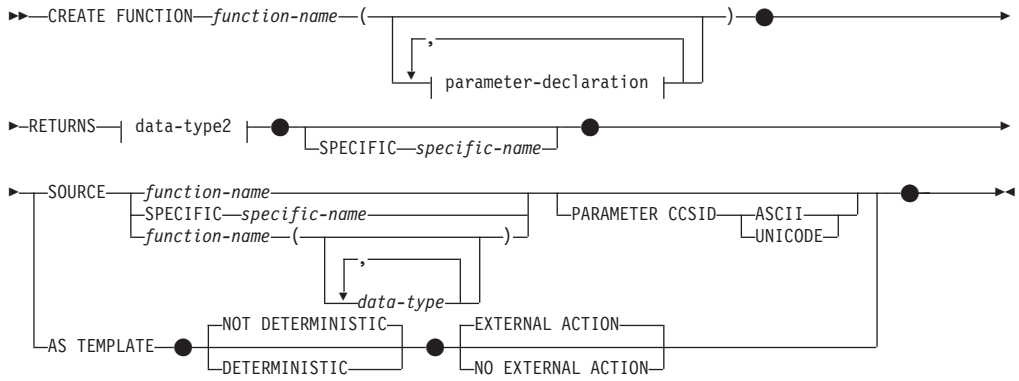 CREATE FUNCTION function-name ( )
,
parameter-declaration
RETURNS data-type2
SPECIFIC specific-name
SOURCE function-name
SPECIFIC specific-name
function-name ( )
,
data-type
PARAMETER CCSID ASCII
UNICODE
AS TEMPLATE
NOT DETERMINISTIC
DETERMINISTIC
EXTERNAL ACTION
NO EXTERNAL ACTION